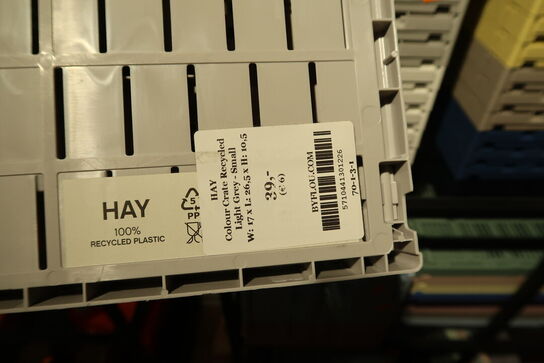 HAY
100%
RECYCLED PLASTIC
5
PP
HAY
Colour Crate Recycled
Light Grey - Small
W: 17 x L: 26,5 x H: 10,5
39,-
(€ 6)
BYFLOU.COM
5710441301226
70-1-3-1